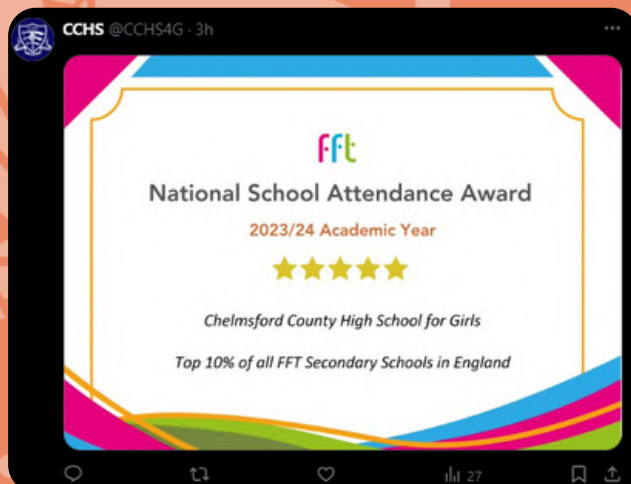 CCHS @CCHS4G · 3h
fft
National School Attendance Award
2023/24 Academic Year
Chelmsford County High School for Girls
Top 10% of all FFT Secondary Schools in England
27